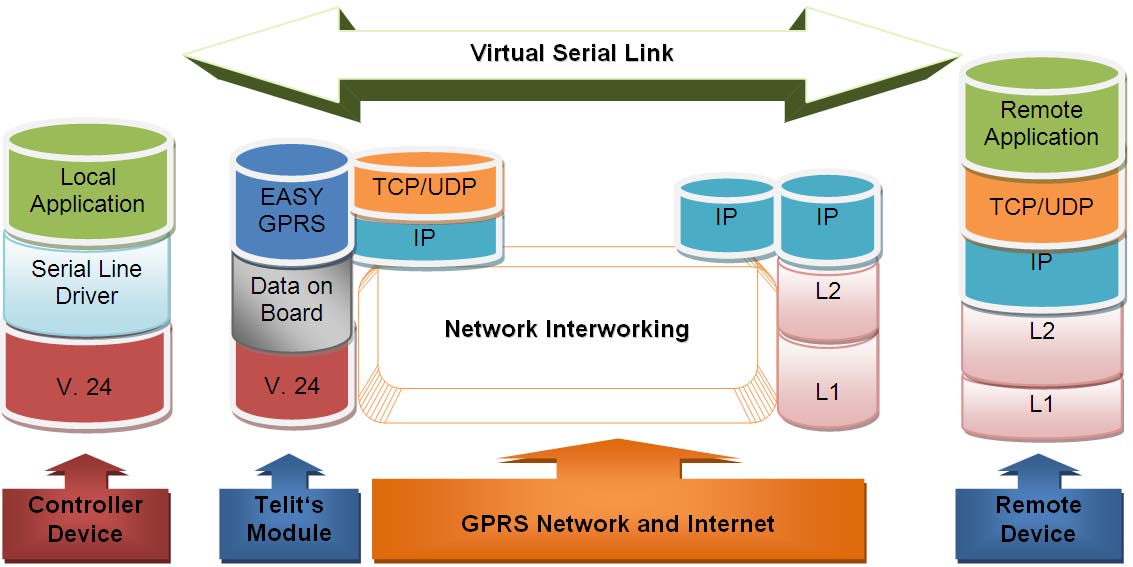 Virtual Serial Link
Local
Application
Serial Line
Driver
V. 24
EASY
GPRS
Data on
Board
V. 24
TCP/UDP
IP
Network Interworking
IP
IP
L2
L1
Remote
Application
TCP/UDP
IP
L2
L1
Controller
Device
Telit's
Module
GPRS Network and Internet
Remote
Device